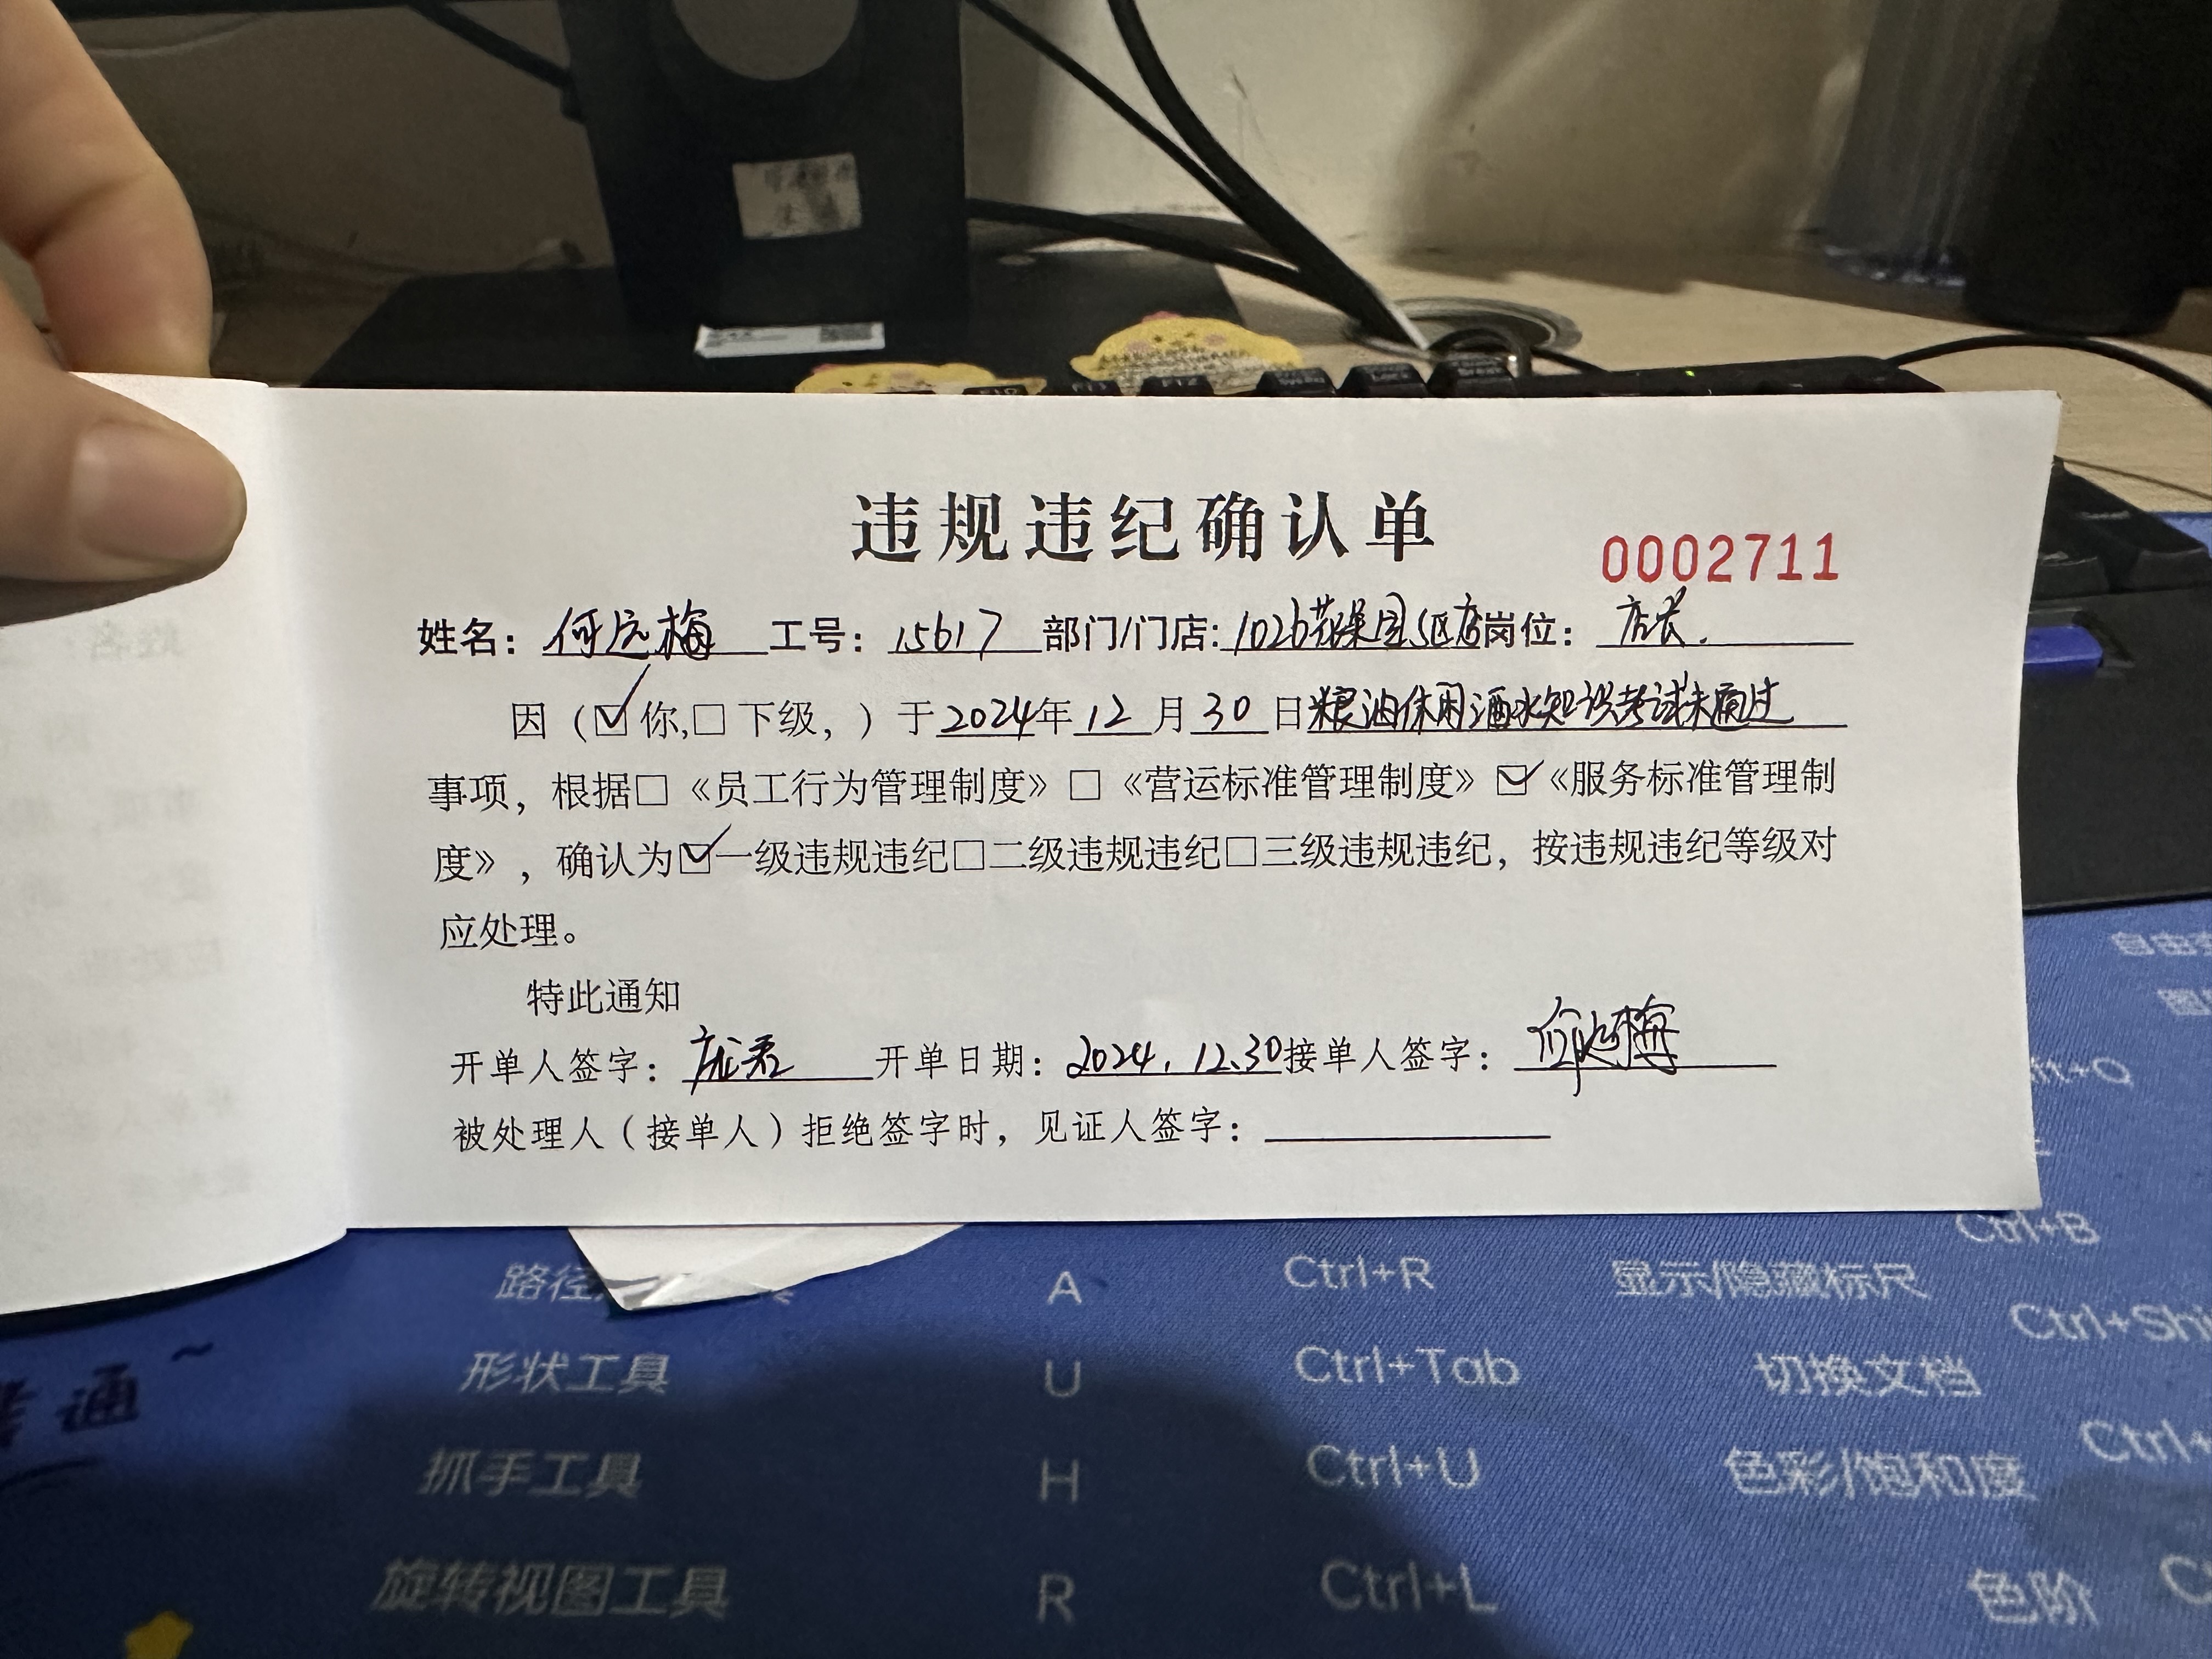 违规违纪确认单
0002711
姓名：何远梅 工号：15617 部门/门店：1026花果园S区店 岗位：店长.
因（☑你,□下级，）于2024年12月30日粮油休闲酒水知识考试未通过
事项，根据□《员工行为管理制度》□《营运标准管理制度》☑《服务标准管理制
度》，确认为☑一级违规违纪□二级违规违纪□三级违规违纪，按违规违纪等级对
应处理。
特此通知
开单人签字： 开单日期：2024.12.30 接单人签字：何远梅
被处理人（接单人）拒绝签字时，见证人签字：
Ctrl+B
路径 A Ctrl+R 显示/隐藏标尺
形状工具 U Ctrl+Tab 切换文档
抓手工具 H Ctrl+U 色彩/饱和度
旋转视图工具 R Ctrl+L 色阶